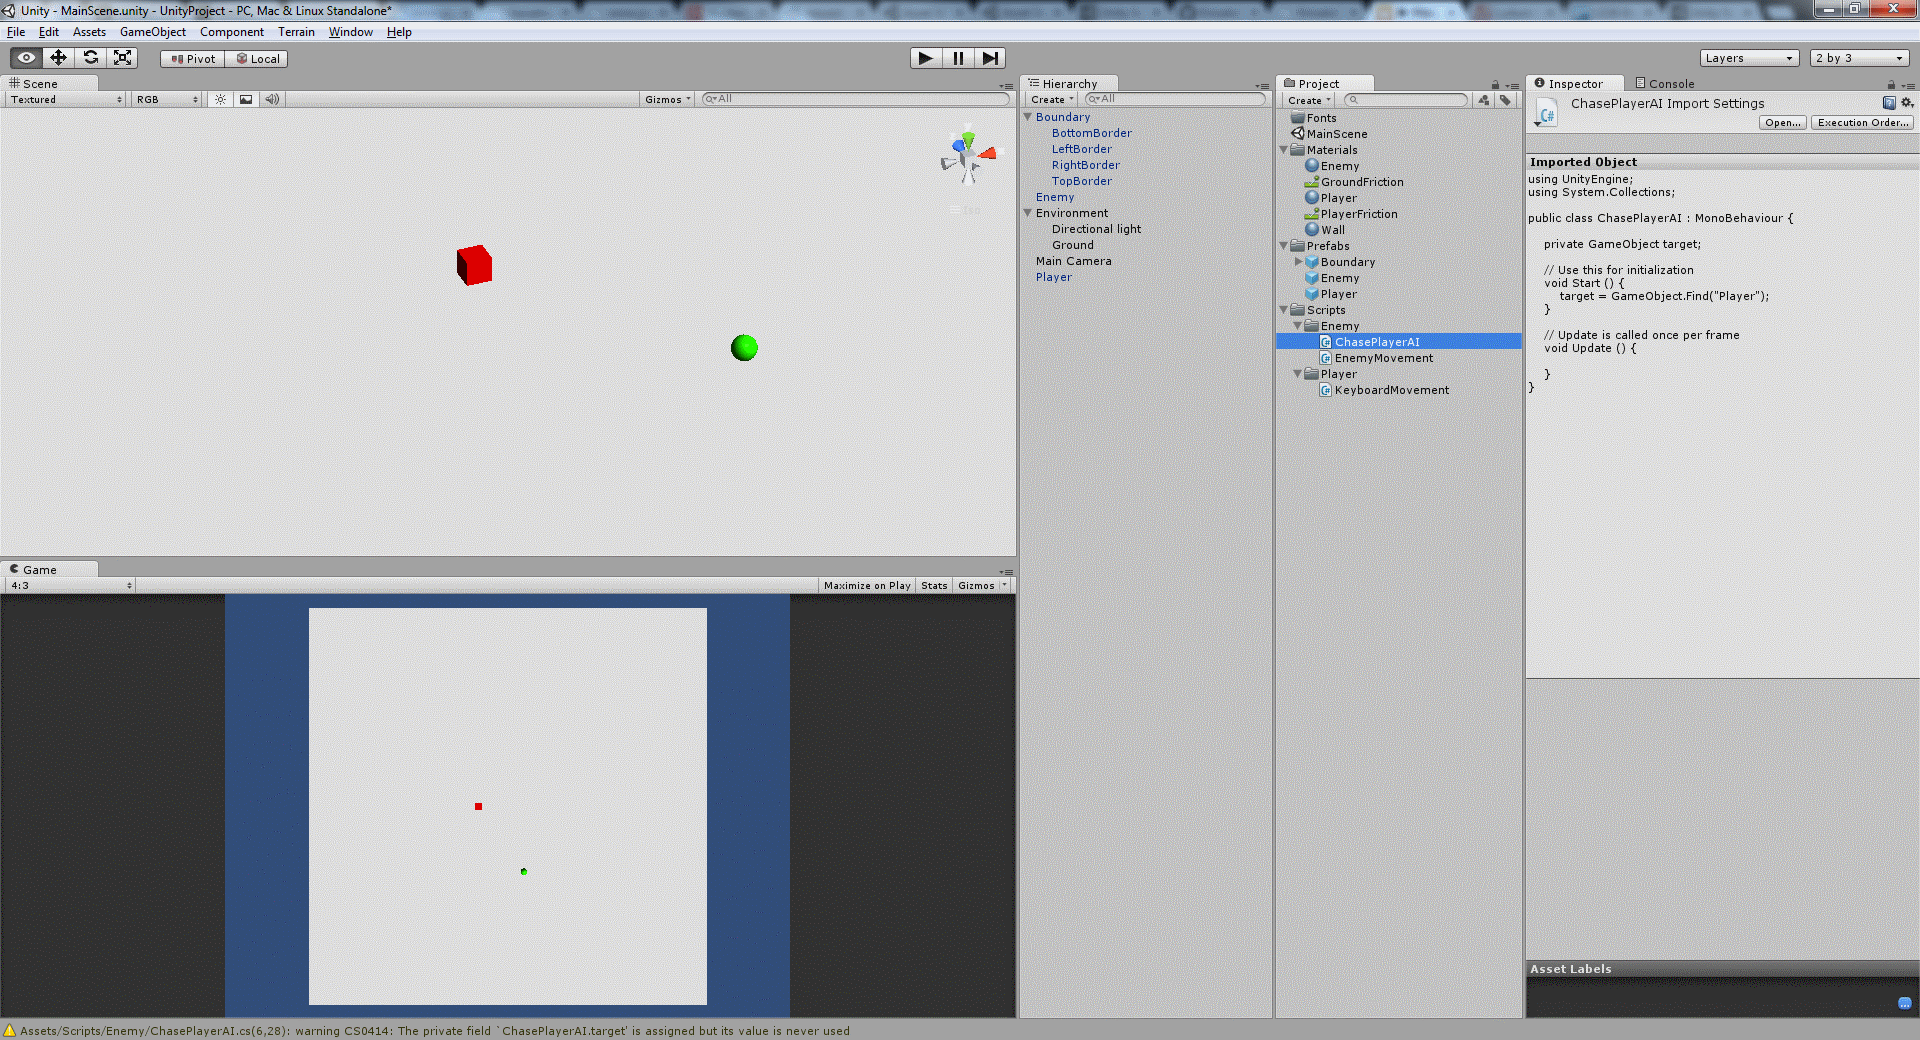 Unity - MainScene.unity - UnityProject - PC, Mac & Linux Standalone*
File Edit Assets GameObject Component Terrain Window Help
Pivot Local
Layers
2 by 3
Scene
Textured RGB
Gizmos All
Game
4:3
Maximize on Play Stats Gizmos
Hierarchy
Create All
Boundary
BottomBorder
LeftBorder
RightBorder
TopBorder
Enemy
Environment
Directional light
Ground
Main Camera
Player
Project
Create
Fonts
MainScene
Materials
Enemy
GroundFriction
Player
PlayerFriction
Wall
Prefabs
Boundary
Enemy
Player
Scripts
Enemy
ChasePlayerAI
EnemyMovement
Player
KeyboardMovement
Inspector Console
ChasePlayerAI Import Settings
Open... Execution Order...
Imported Object
using UnityEngine;
using System.Collections;
public class ChasePlayerAI : MonoBehaviour {
private GameObject target;
// Use this for initialization
void Start () {
target = GameObject.Find("Player");
}
// Update is called once per frame
void Update () {
}
}
Asset Labels
Assets/Scripts/Enemy/ChasePlayerAI.cs(6,28): warning CS0414: The private field `ChasePlayerAI.target' is assigned but its value is never used